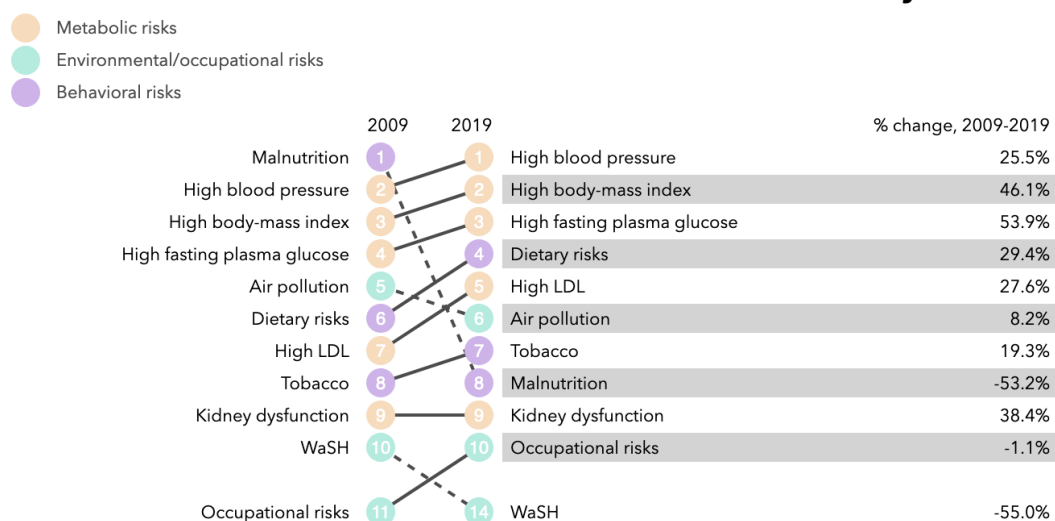 Metabolic risks
Environmental/occupational risks
Behavioral risks
2009 2019 % change, 2009-2019
Malnutrition 1 1 High blood pressure 25.5%
High blood pressure 2 2 High body-mass index 46.1%
High body-mass index 3 3 High fasting plasma glucose 53.9%
High fasting plasma glucose 4 4 Dietary risks 29.4%
Air pollution 5 5 High LDL 27.6%
Dietary risks 6 6 Air pollution 8.2%
High LDL 7 7 Tobacco 19.3%
Tobacco 8 8 Malnutrition -53.2%
Kidney dysfunction 9 9 Kidney dysfunction 38.4%
WaSH 10 10 Occupational risks -1.1%
Occupational risks 11 14 WaSH -55.0%